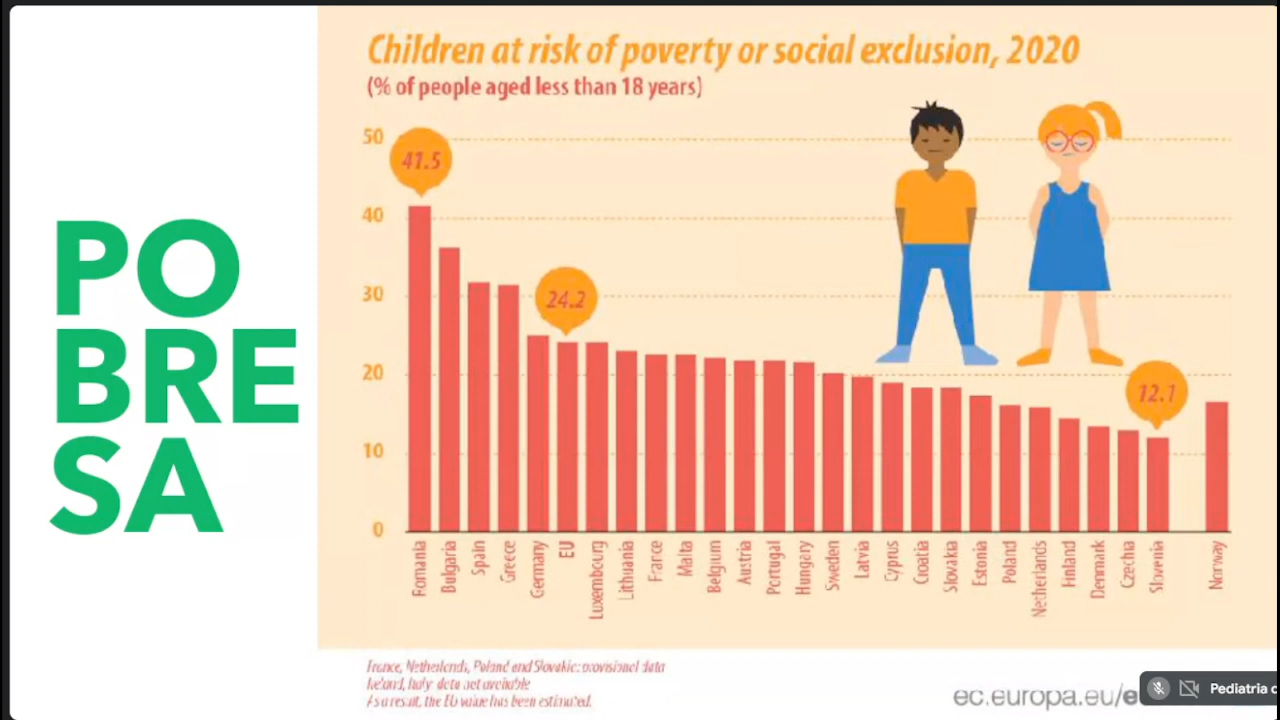 PO
BRE
SA
Children at risk of poverty or social exclusion, 2020
(% of people aged less than 18 years)
50
40
30
20
10
0
41.5
24.2
12.1
Romania
Bulgaria
Spain
Greece
Germany
EU
Luxembourg
Lithuania
France
Malta
Belgium
Austria
Portugal
Hungary
Sweden
Latvia
Cyprus
Croatia
Slovakia
Estonia
Poland
Netherlands
Finland
Denmark
Czechia
Slovenia
Norway
France, Netherlands, Poland and Slovakia: provisional data
Ireland, Italy: data not available
As a result, the EU value has been estimated.
ec.europa.eu/e
Pediatria